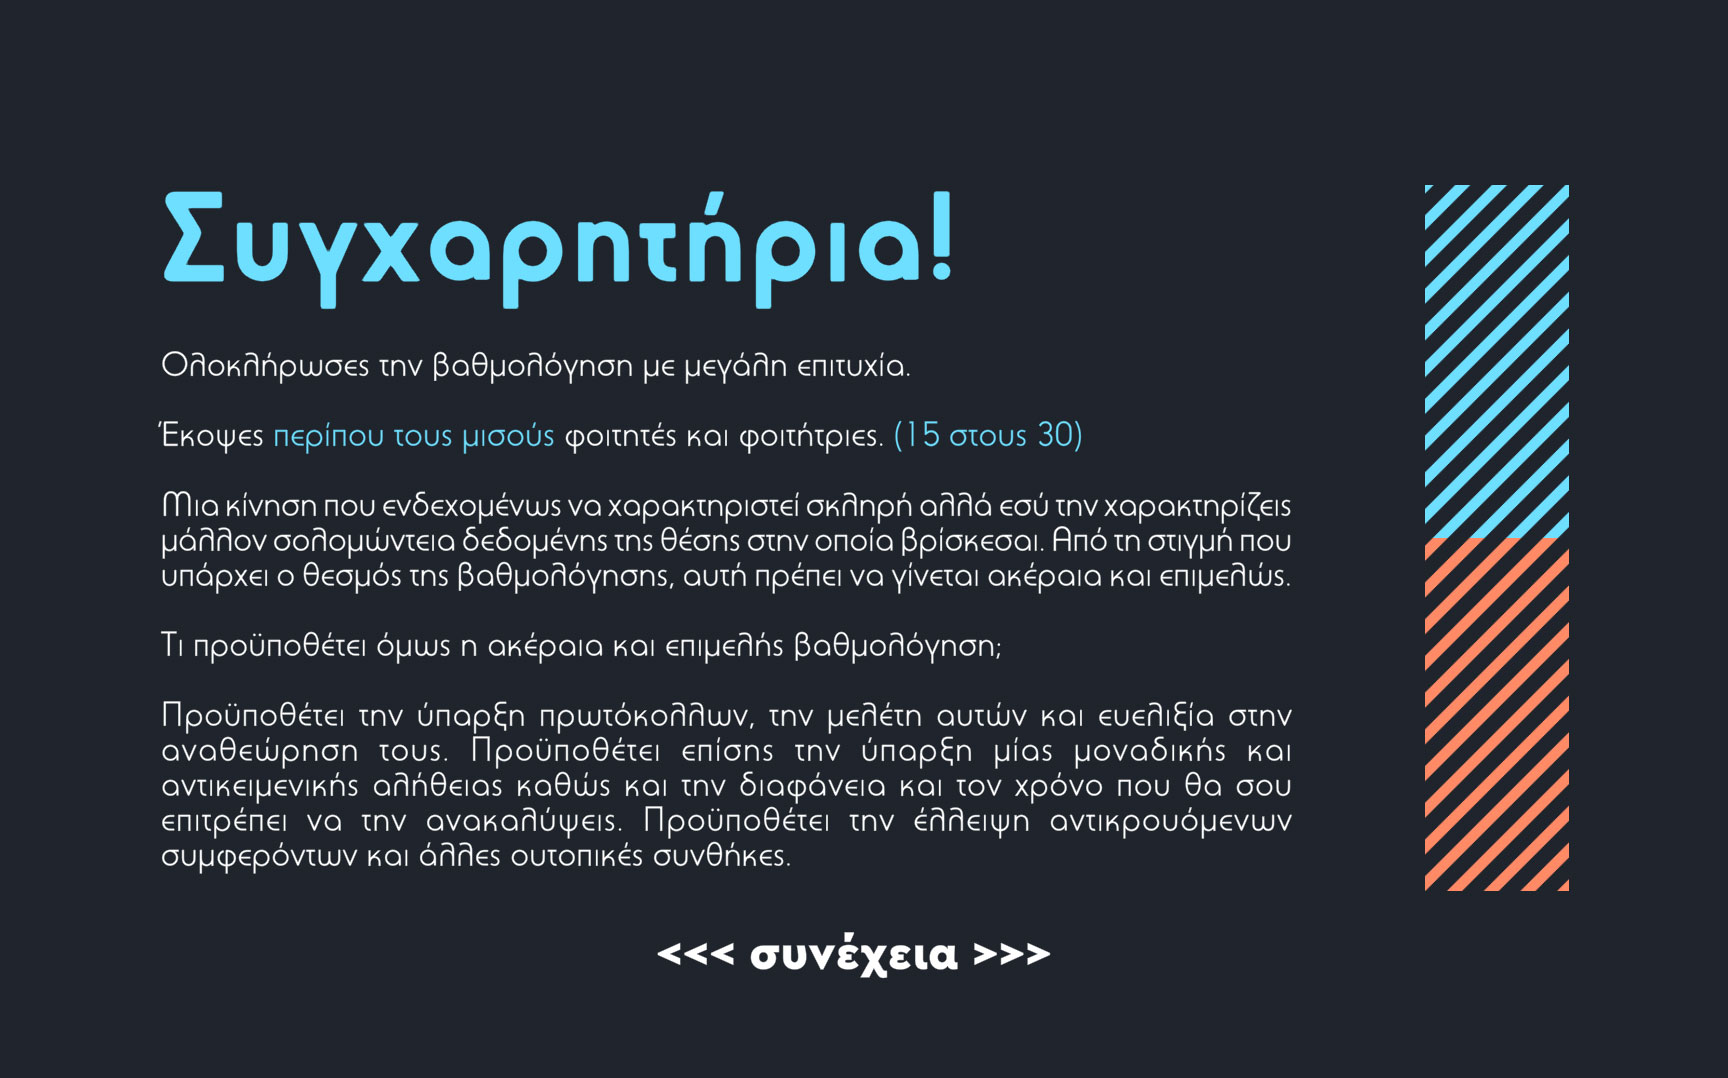 Συγχαρητήρια!
Ολοκλήρωσες την βαθμολόγηση με μεγάλη επιτυχία.
Έκοψες περίπου τους μισούς φοιτητές και φοιτήτριες. (15 στους 30)
Μια κίνηση που ενδεχομένως να χαρακτηριστεί σκληρή αλλά εσύ την χαρακτηρίζεις
μάλλον σολομώντεια δεδομένης της θέσης στην οποία βρίσκεσαι. Από τη στιγμή που
υπάρχει ο θεσμός της βαθμολόγησης, αυτή πρέπει να γίνεται ακέραια και επιμελώς.
Τι προϋποθέτει όμως η ακέραια και επιμελής βαθμολόγηση;
Προϋποθέτει την ύπαρξη πρωτόκολλων, την μελέτη αυτών και ευελιξία στην
αναθεώρηση τους. Προϋποθέτει επίσης την ύπαρξη μίας μοναδικής και
αντικειμενικής αλήθειας καθώς και την διαφάνεια και τον χρόνο που θα σου
επιτρέπει να την ανακαλύψεις. Προϋποθέτει την έλλειψη αντικρουόμενων
συμφερόντων και άλλες ουτοπικές συνθήκες.
<<< συνέχεια >>>